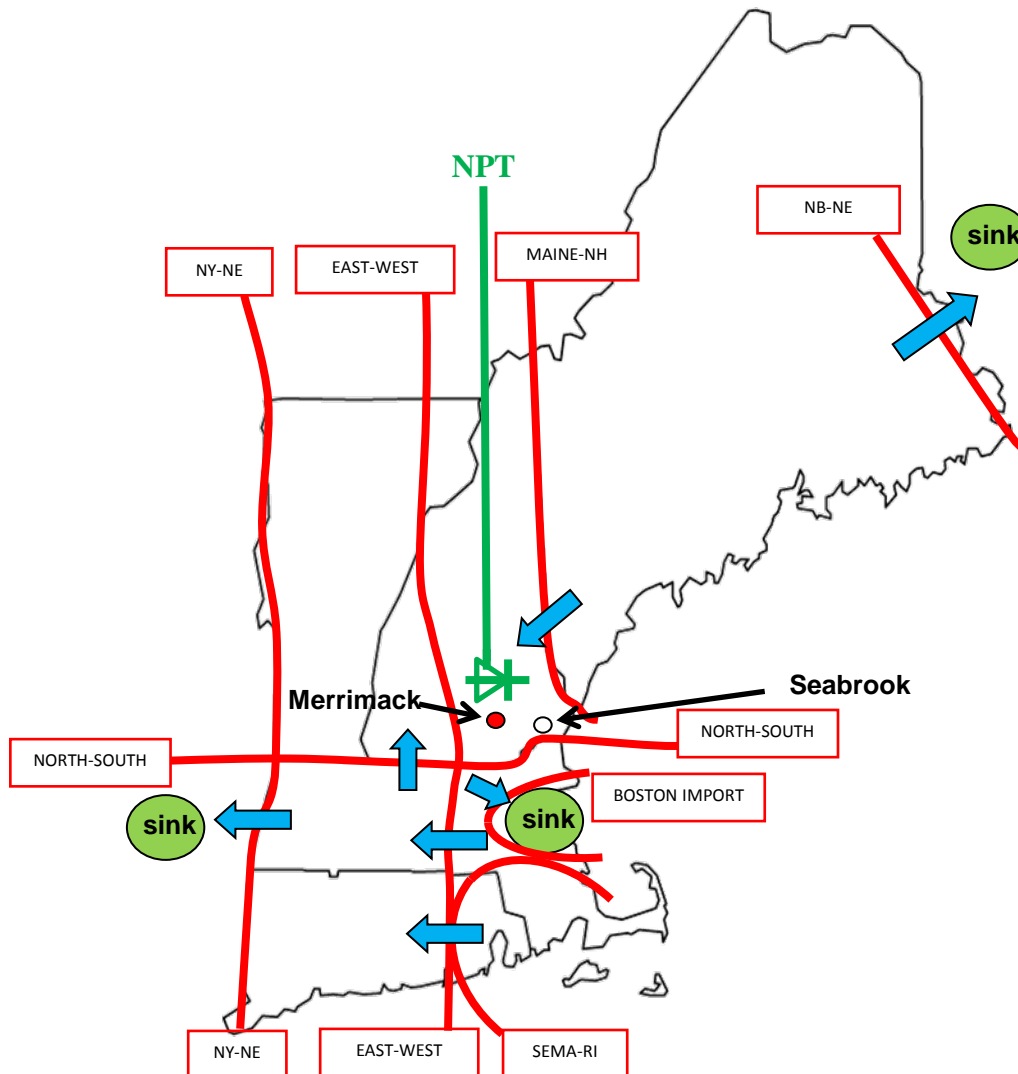 NPT
NB-NE
sink
NY-NE
EAST-WEST
MAINE-NH
Merrimack
Seabrook
NORTH-SOUTH
NORTH-SOUTH
BOSTON IMPORT
sink
sink
NY-NE
EAST-WEST
SEMA-RI